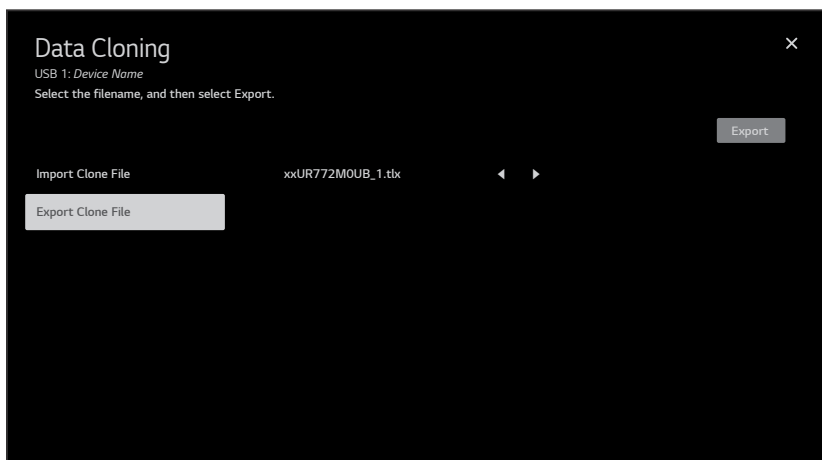 Data Cloning
USB 1: Device Name
Select the filename, and then select Export.
Export
Import Clone File
xxUR772M0UB_1.tlx
Export Clone File